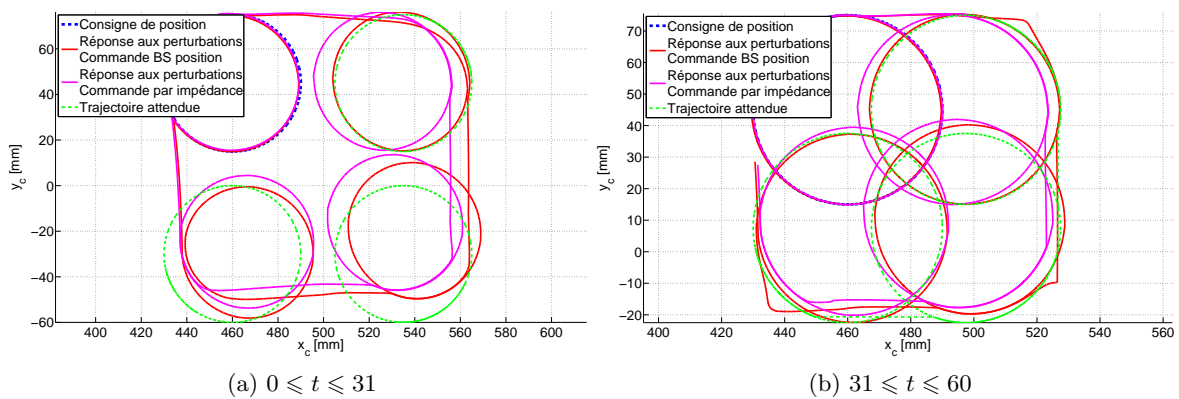 Consigne de position
Réponse aux perturbations
Commande BS position
Réponse aux perturbations
Commande par impédance
Trajectoire attendue
y_c [mm]
60
40
20
0
−20
−40
−60
400 420 440 460 480 500 520 540 560 580 600
x_c [mm]
(a) 0 ⩽ t ⩽ 31
Consigne de position
Réponse aux perturbations
Commande BS position
Réponse aux perturbations
Commande par impédance
Trajectoire attendue
y_c [mm]
70
60
50
40
30
20
10
0
−10
−20
400 420 440 460 480 500 520 540 560
x_c [mm]
(b) 31 ⩽ t ⩽ 60